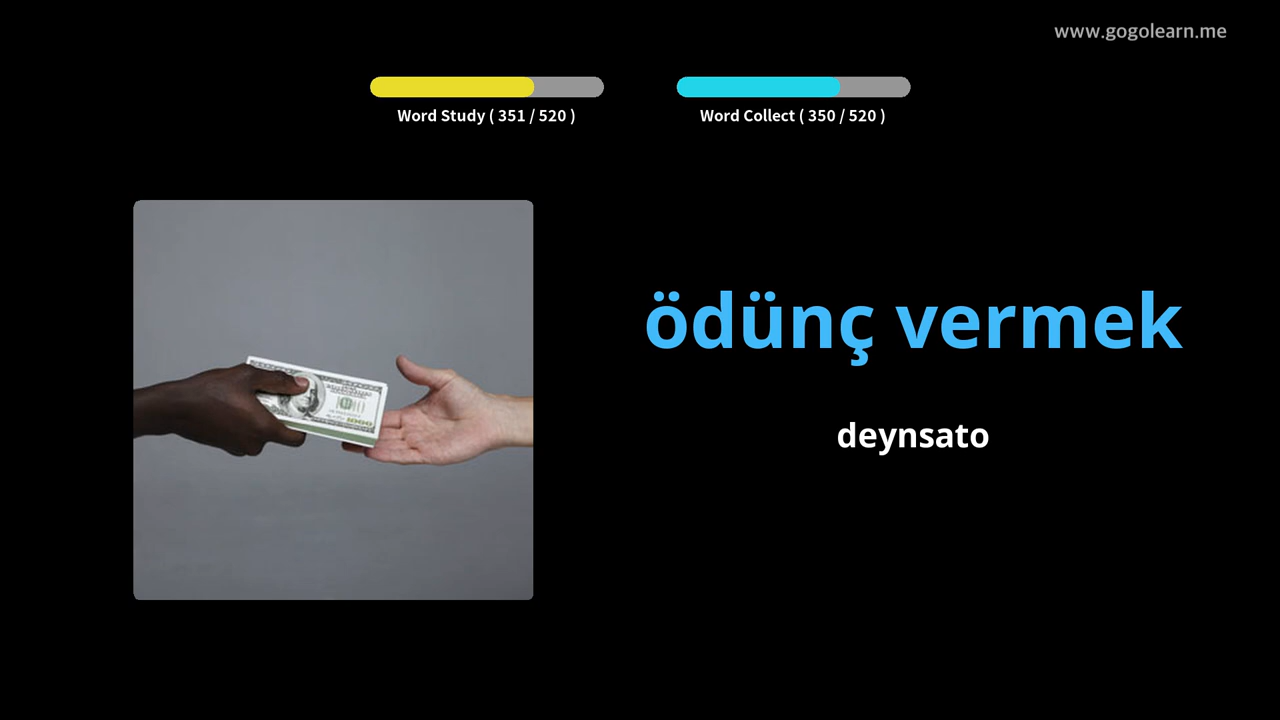 www.gogolearn.me
Word Study ( 351 / 520 )
Word Collect ( 350 / 520 )
ödünç vermek
deynsato